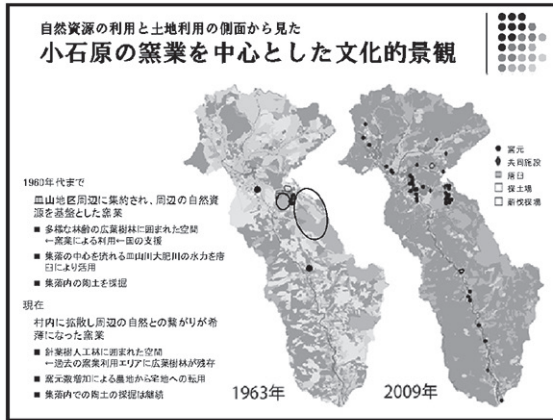 自然資源の利用と土地利用の側面から見た
小石原の窯業を中心とした文化的景観
1960年代まで
皿山地区周辺に集約され、周辺の自然資
源を基盤とした窯業
■ 多様な林齢の広葉樹林に囲まれた空間
←窯業による利用←国の支援
■ 集落の中心を流れる皿山川大肥川の水力を唐
臼により活用
■ 集落内の陶土を採掘
現在
村内に拡散し周辺の自然との繋がりが希
薄になった窯業
■ 針葉樹人工林に囲まれた空間
←過去の窯業利用エリアに広葉樹林が残存
■ 窯元数増加による農地から宅地への転用
■ 集落内での陶土の採掘は継続
1963年
2009年
窯元
共同施設
唐臼
採土場
薪伐採場